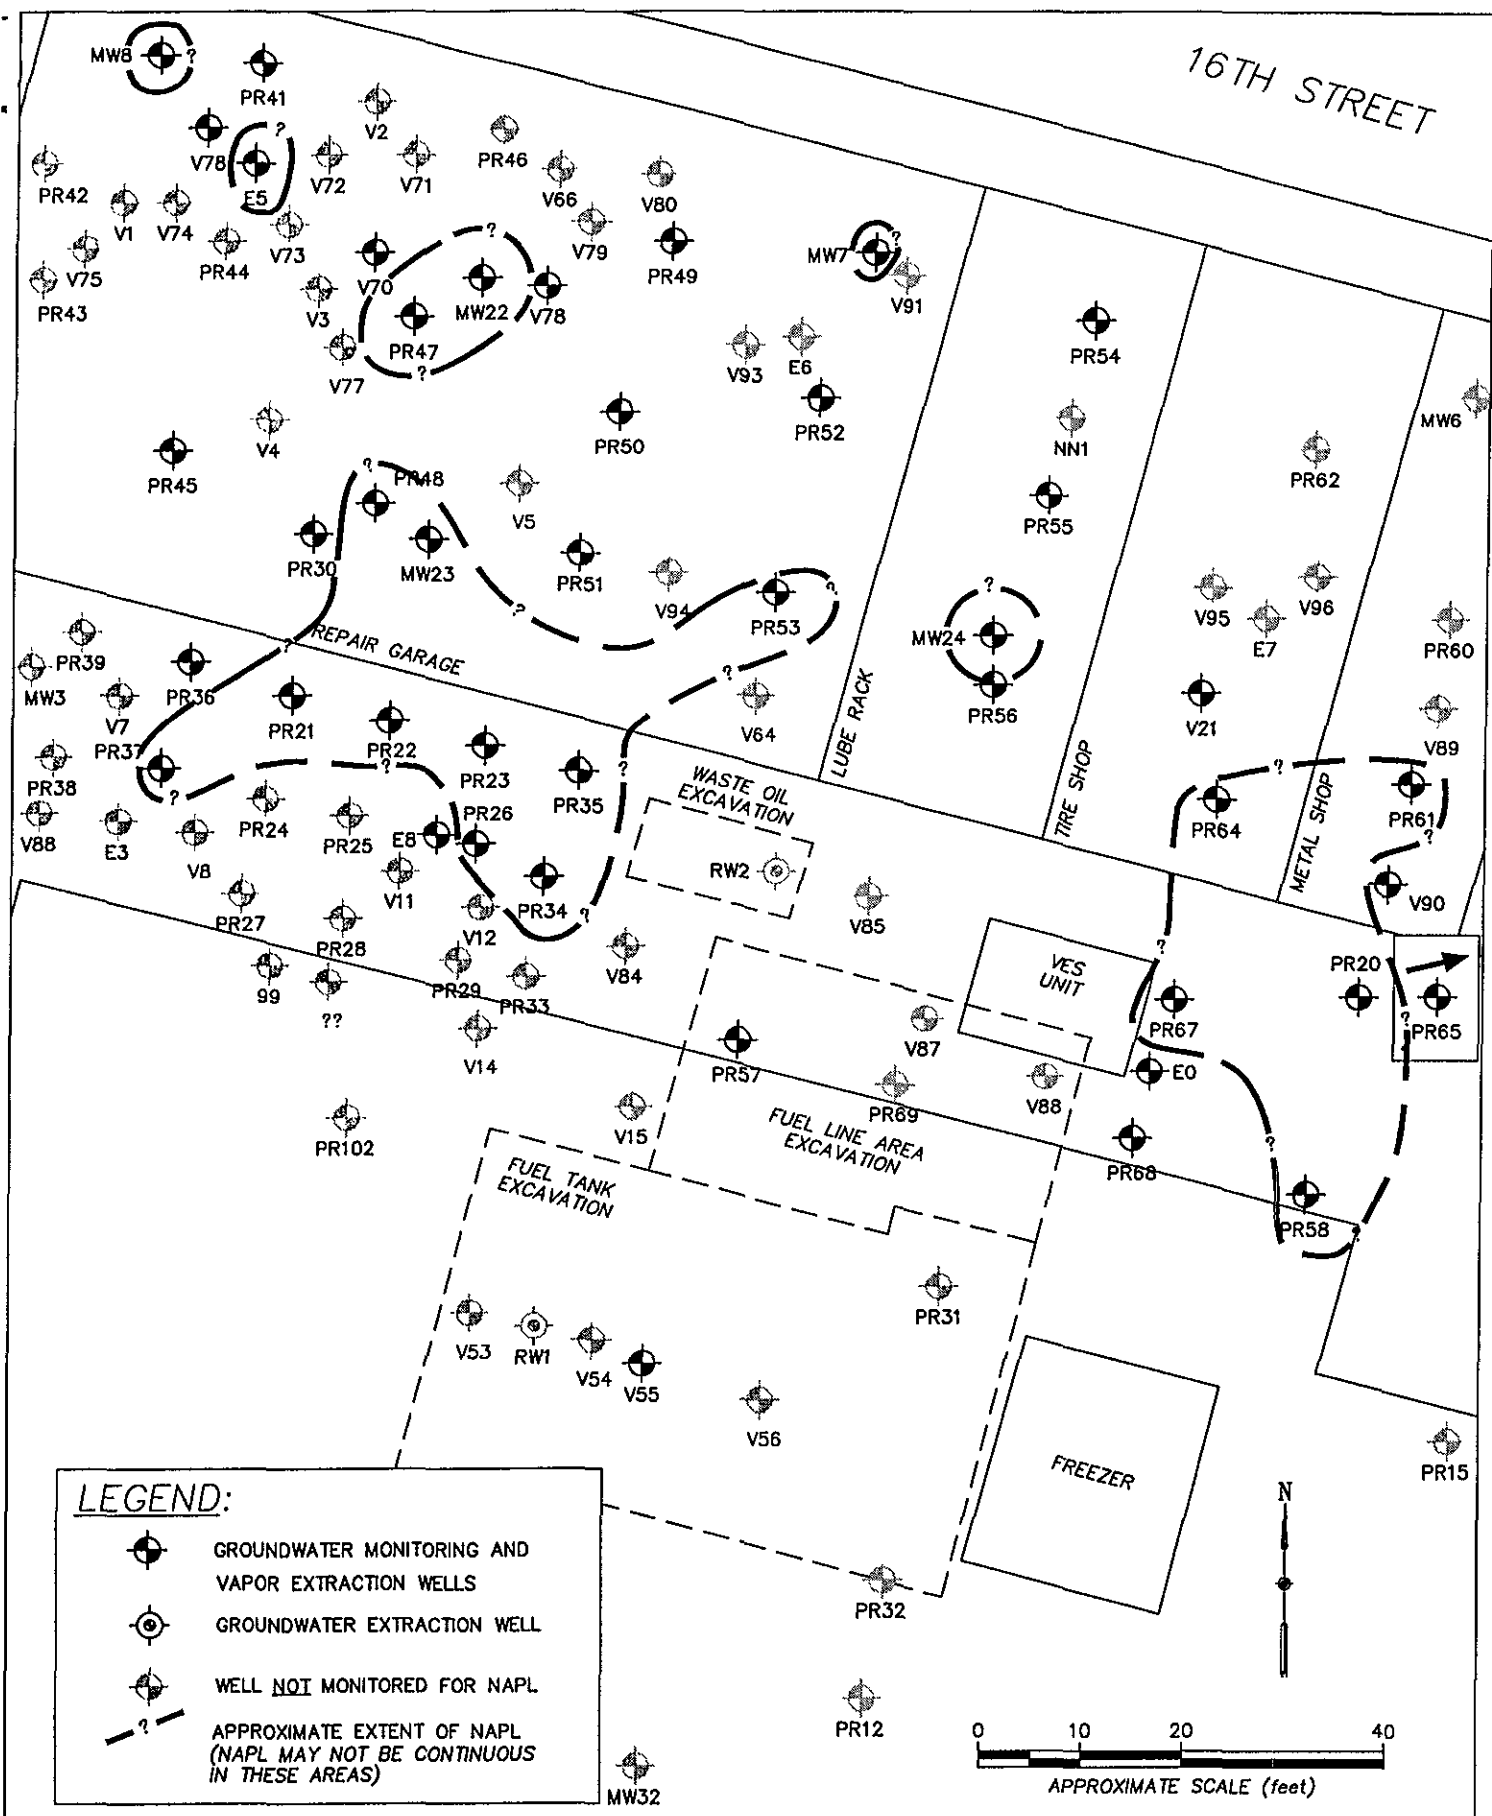 16TH STREET
MW8
?
PR41
V2
V78
?
E5
V72
V71
PR46
V66
V80
PR42
V1
V74
V73
V79
V75
PR44
PR49
MW7
?
V91
PR43
V3
V70
?
MW22
V78
PR47
?
V77
V93
E6
PR52
PR54
NN1
MW6
V4
PR50
PR45
PR62
?
PR48
V5
PR55
PR30
MW23
PR51
V94
PR53
?
?
V95
V96
E7
PR60
MW24
?
PR56
PR39
MW3
PR36
?
REPAIR GARAGE
V7
PR37
PR21
PR22
PR23
PR35
?
V64
LUBE RACK
TIRE SHOP
V21
V89
PR38
?
?
?
WASTE OIL
EXCAVATION
?
METAL SHOP
PR64
PR61
?
V88
E3
V8
PR24
PR25
E8
PR26
RW2
PR27
V11
PR34
?
V85
V90
PR28
V12
V84
99
??
PR29
PR33
VES
UNIT
?
PR20
PR67
PR65
?
V14
V87
PR57
PR69
V88
E0
PR102
V15
FUEL LINE AREA
EXCAVATION
PR68
?
FUEL TANK
EXCAVATION
PR58
?
PR31
V53
RW1
V54
V55
V56
FREEZER
PR15
PR32
PR12
MW32
N
LEGEND:
GROUNDWATER MONITORING AND
VAPOR EXTRACTION WELLS
GROUNDWATER EXTRACTION WELL
WELL NOT MONITORED FOR NAPL
?
APPROXIMATE EXTENT OF NAPL
(NAPL MAY NOT BE CONTINUOUS
IN THESE AREAS)
0 10 20 40
APPROXIMATE SCALE (feet)